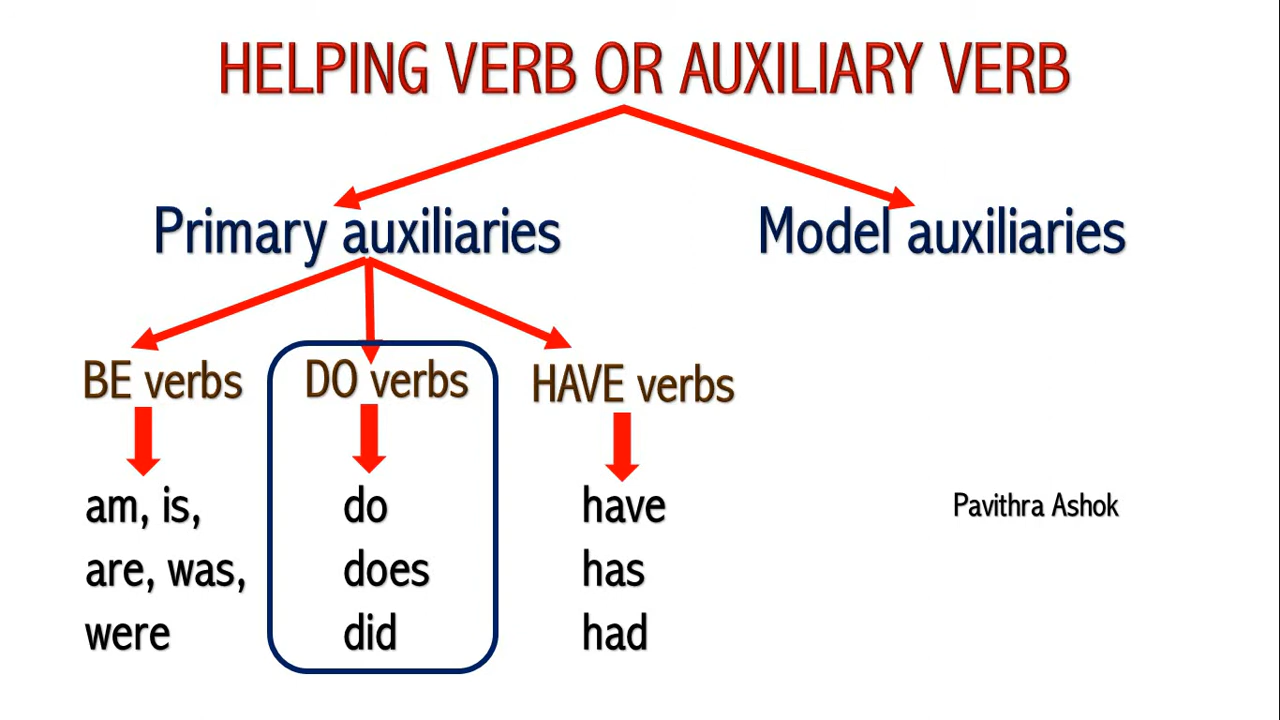 HELPING VERB OR AUXILIARY VERB
Primary auxiliaries
Model auxiliaries
BE verbs
DO verbs
HAVE verbs
am, is,
are, was,
were
do
does
did
have
has
had
Pavithra Ashok